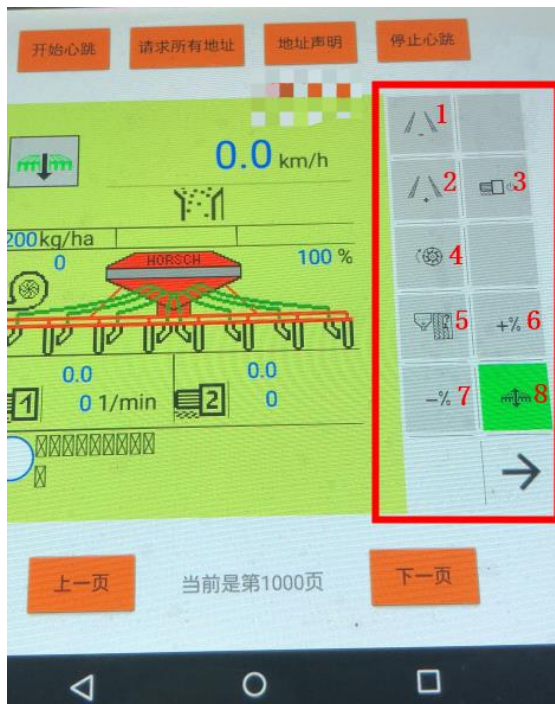 开始心跳 请求所有地址 地址声明 停止心跳
1
0.0 km/h
2 3
200kg/ha
0 HORSCH 100 %
4
5 +% 6
0.0 0.0
1 0 1/min 2 0
-% 7 8
上一页 当前是第1000页 下一页